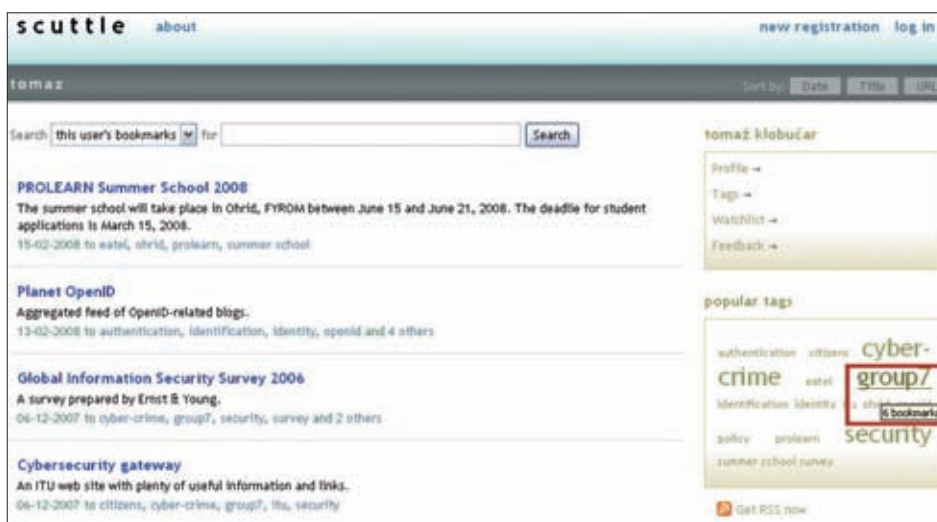 scuttle about new registration log in
tomaz Sort by: Date Title URL
Search this user's bookmarks for Search
PROLEARN Summer School 2008
The summer school will take place in Ohrid, FYROM between June 15 and June 21, 2008. The deadlie for student
applications is March 15, 2008.
15-02-2008 to eatel, ohrid, prolearn, summer school
Planet OpenID
Aggregated feed of OpenID-related blogs.
13-02-2008 to authentication, identification, identity, openid and 4 others
Global Information Security Survey 2006
A survey prepared by Ernst & Young.
06-12-2007 to cyber-crime, group7, security, survey and 2 others
Cybersecurity gateway
An ITU web site with plenty of useful information and links.
06-12-2007 to citizens, cyber-crime, group7, itu, security
tomaž klobučar
Profile →
Tags →
Watchlist →
Feedback →
popular tags
authentication citizens cyber-
crime eatel group7
identification identity
6 bookmarks
policy prolearn security
summer school survey
Get RSS now